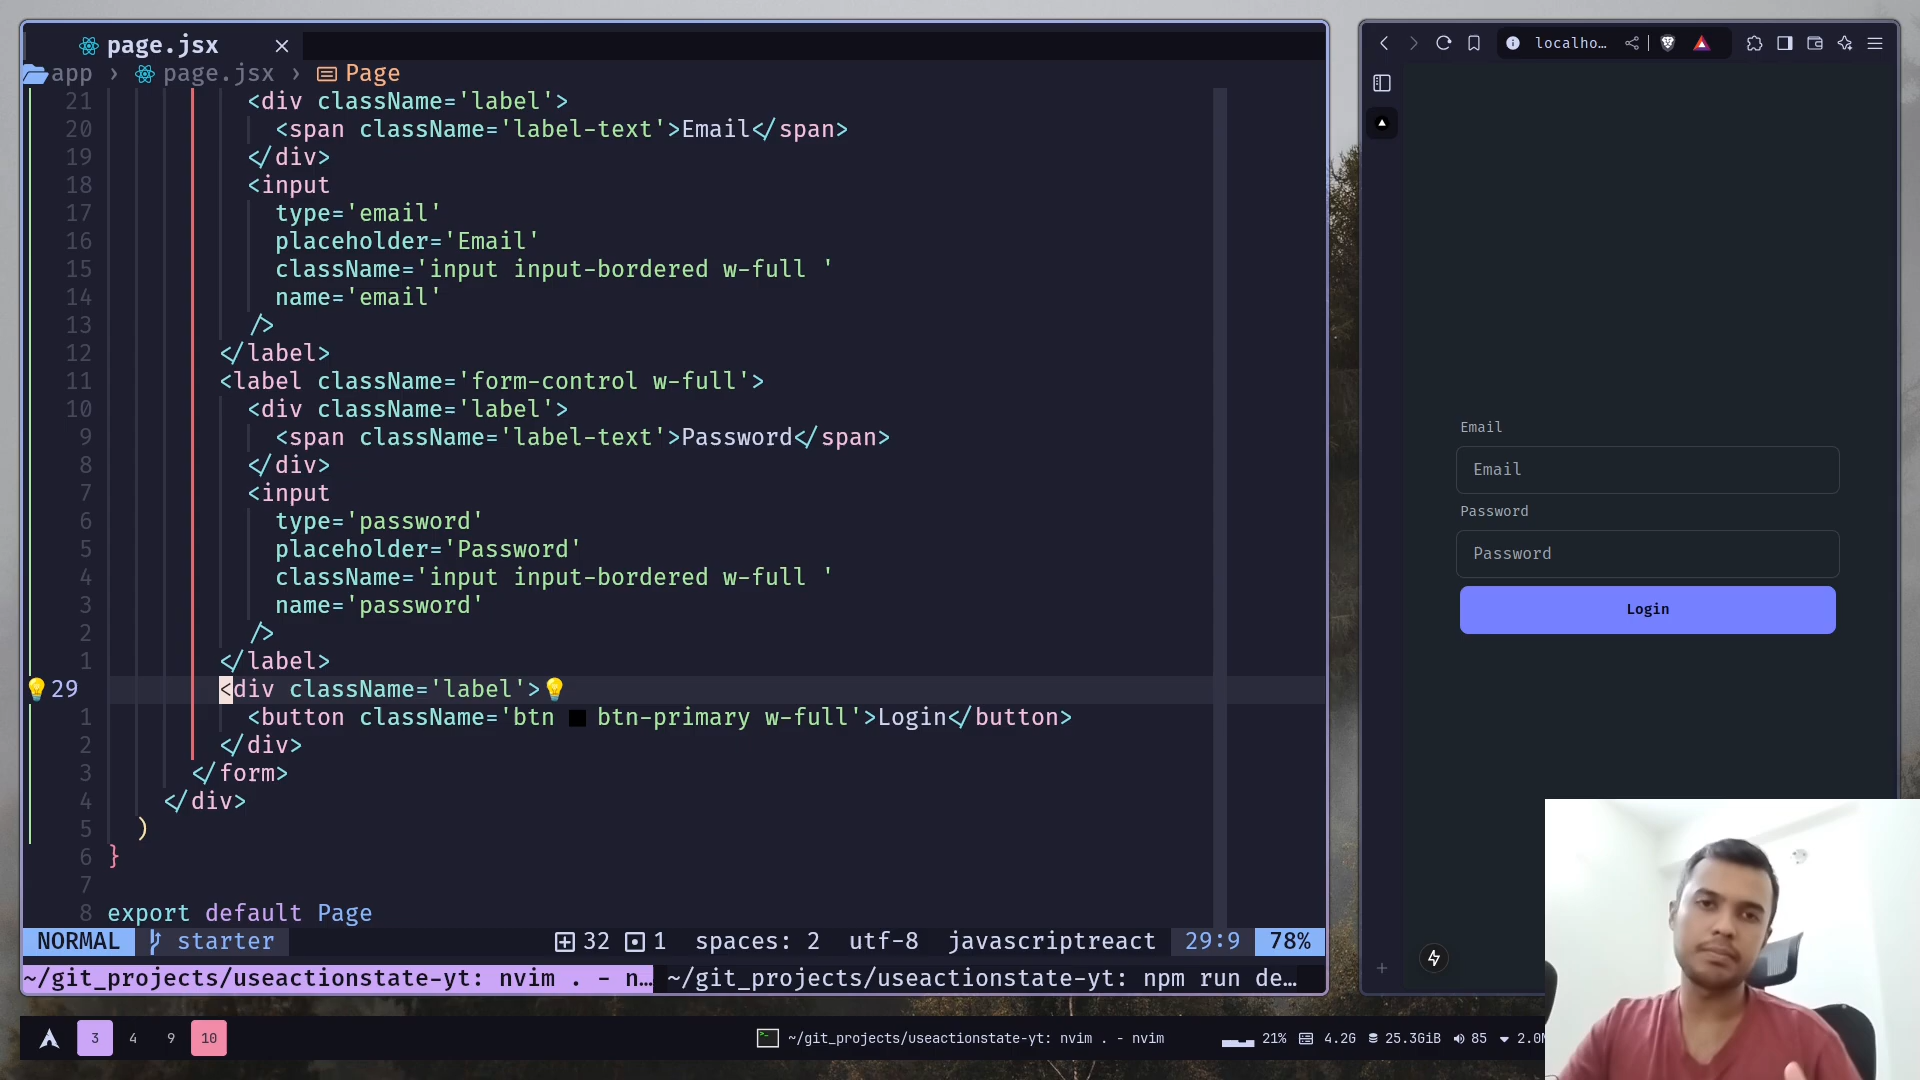 page.jsx
app › page.jsx › Page
21 <div className='label'>
20 <span className='label-text'>Email</span>
19 </div>
18 <input
17 type='email'
16 placeholder='Email'
15 className='input input-bordered w-full '
14 name='email'
13 />
12 </label>
11 <label className='form-control w-full'>
10 <div className='label'>
9 <span className='label-text'>Password</span>
8 </div>
7 <input
6 type='password'
5 placeholder='Password'
4 className='input input-bordered w-full '
3 name='password'
2 />
1 </label>
29 <div className='label'>
1 <button className='btn btn-primary w-full'>Login</button>
2 </div>
3 </form>
4 </div>
5 )
6 }
7
8 export default Page
NORMAL starter 32 1 spaces: 2 utf-8 javascriptreact 29:9 78%
~/git_projects/useactionstate-yt: nvim . - n… ~/git_projects/useactionstate-yt: npm run de…
localho…
Email
Email
Password
Password
Login
3 4 9 10 ~/git_projects/useactionstate-yt: nvim . - nvim 21% 4.2G 25.3GiB 85 2.0M